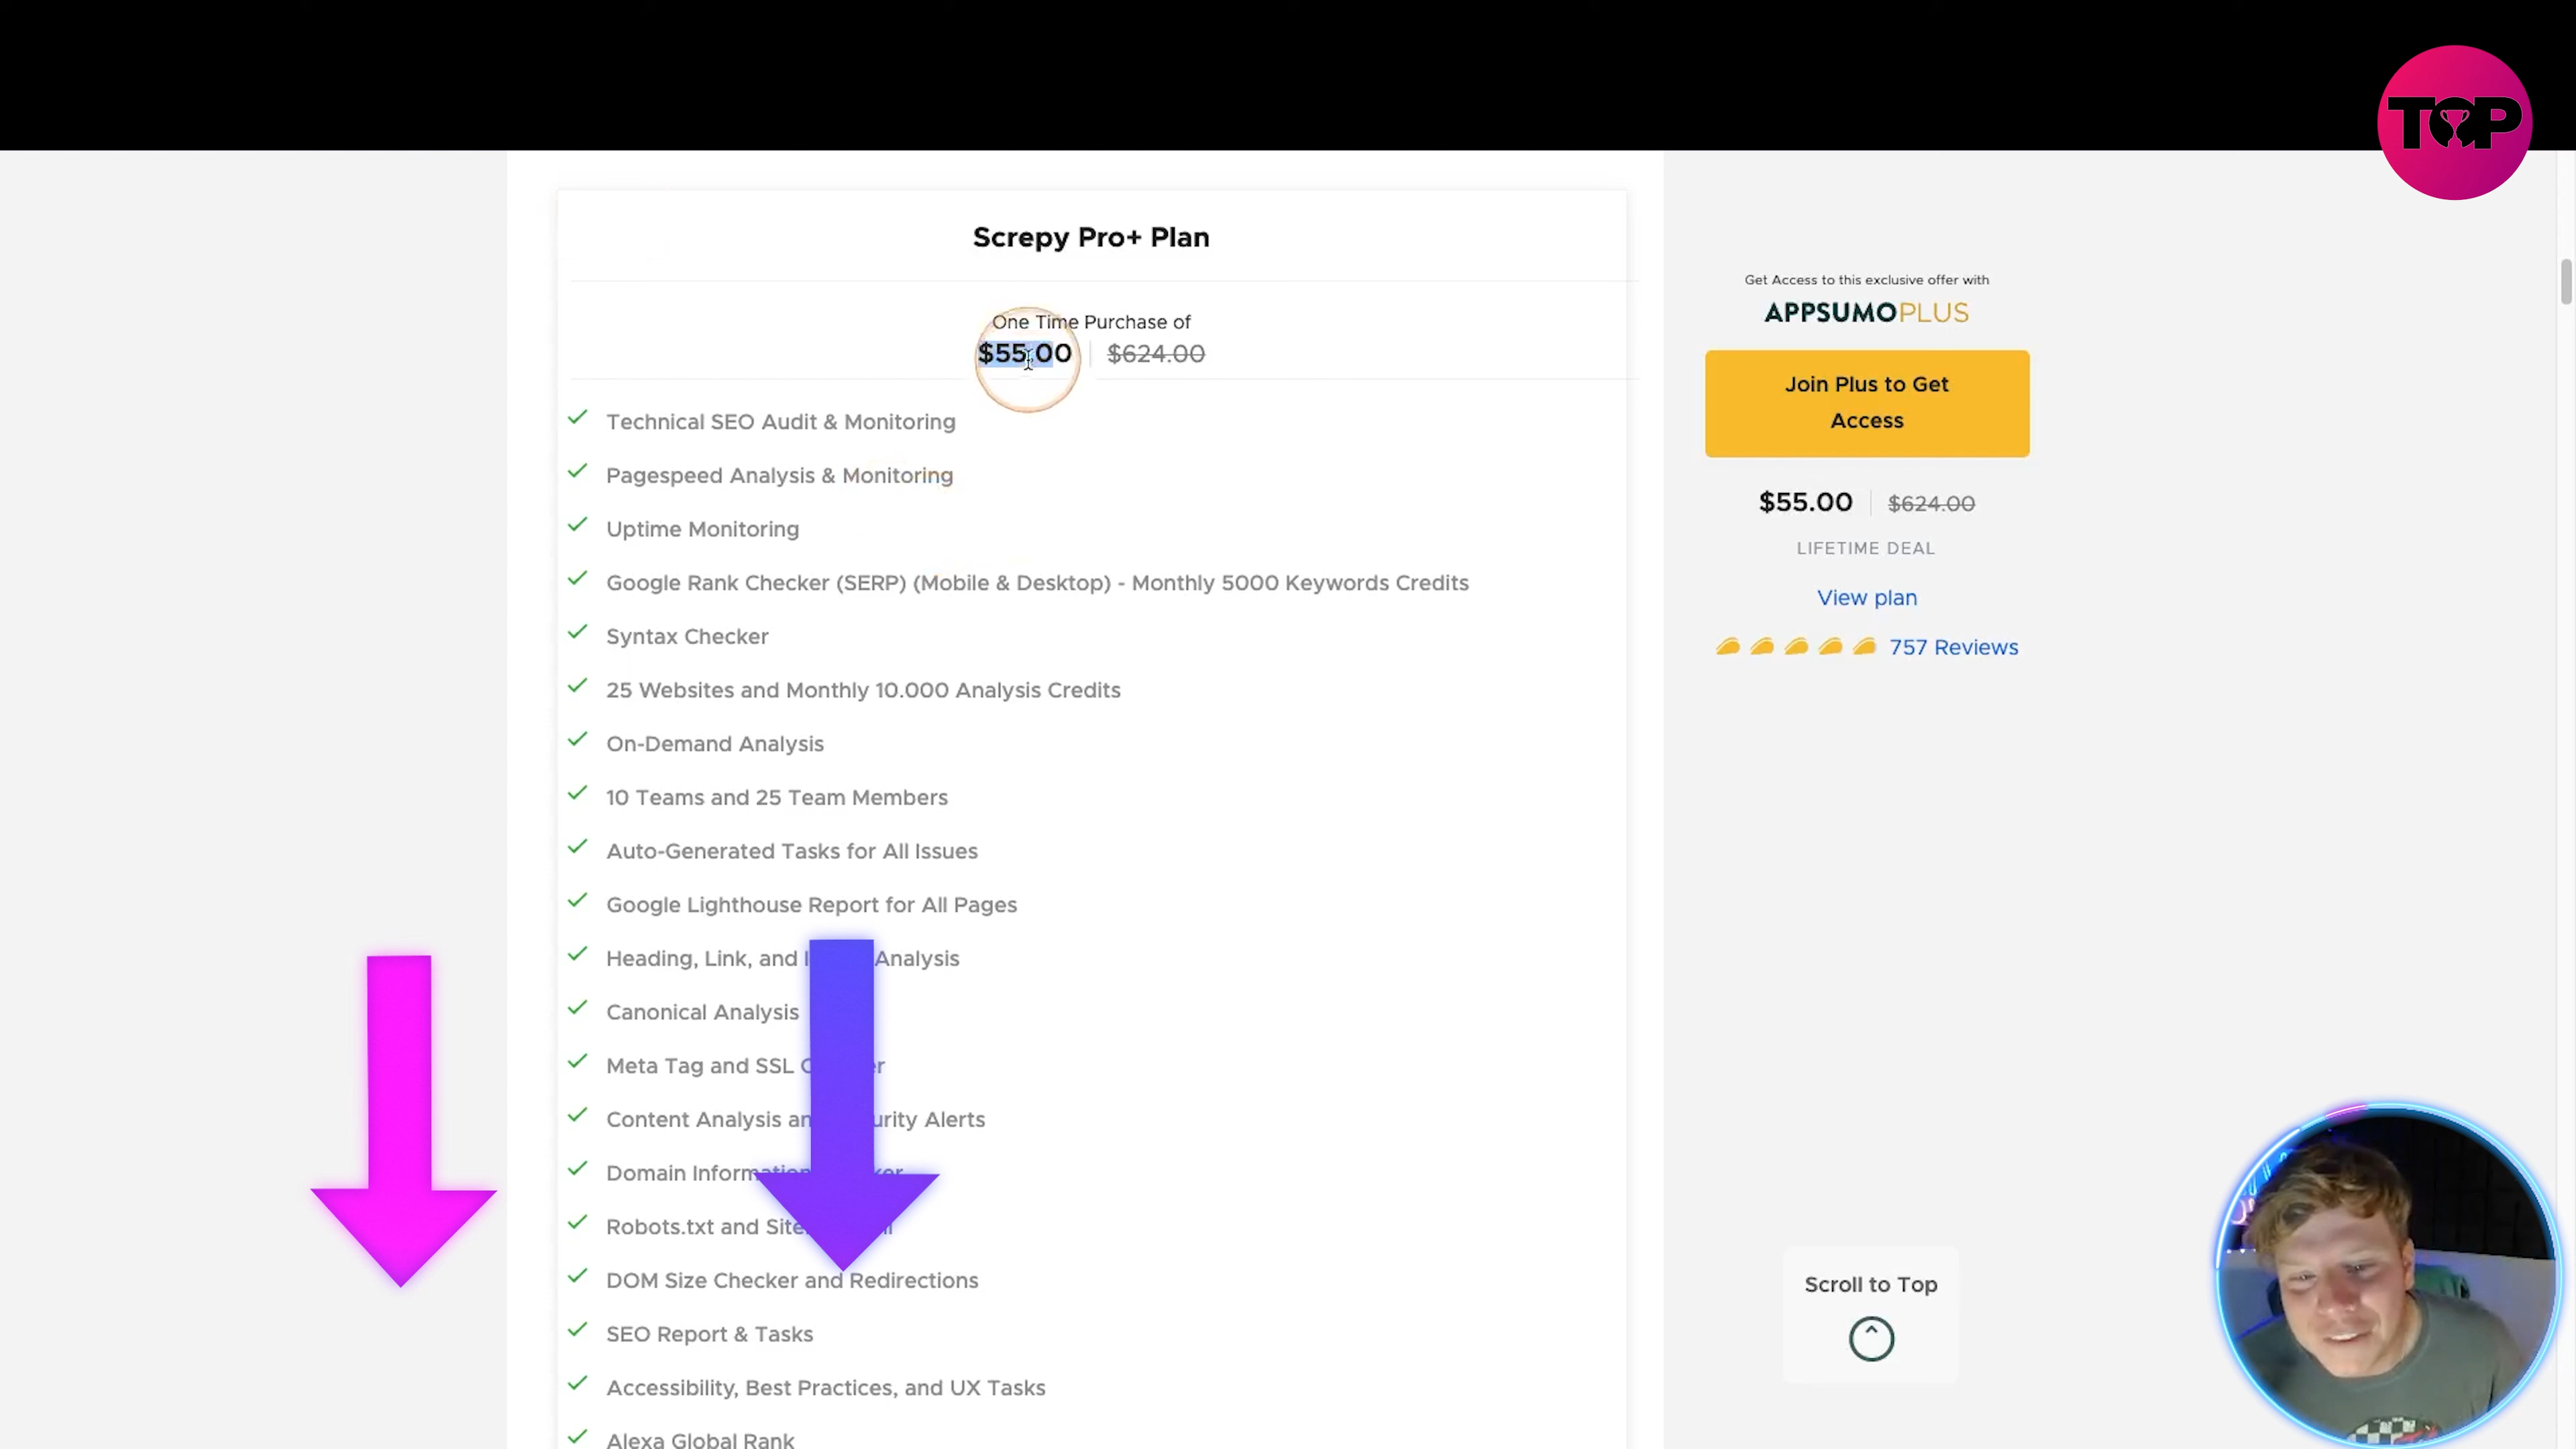 TOP
Screpy Pro+ Plan
One Time Purchase of
$55.00 $624.00
Technical SEO Audit & Monitoring
Pagespeed Analysis & Monitoring
Uptime Monitoring
Google Rank Checker (SERP) (Mobile & Desktop) - Monthly 5000 Keywords Credits
Syntax Checker
25 Websites and Monthly 10.000 Analysis Credits
On-Demand Analysis
10 Teams and 25 Team Members
Auto-Generated Tasks for All Issues
Google Lighthouse Report for All Pages
Heading, Link, and Analysis
Canonical Analysis
Meta Tag and SSL
Content Analysis Alerts
Domain
Robots.txt and
DOM Size Checker and Redirections
SEO Report & Tasks
Accessibility, Best Practices, and UX Tasks
Alexa Global Rank
Get Access to this exclusive offer with
APPSUMOPLUS
Join Plus to Get
Access
$55.00 $624.00
LIFETIME DEAL
View plan
757 Reviews
Scroll to Top